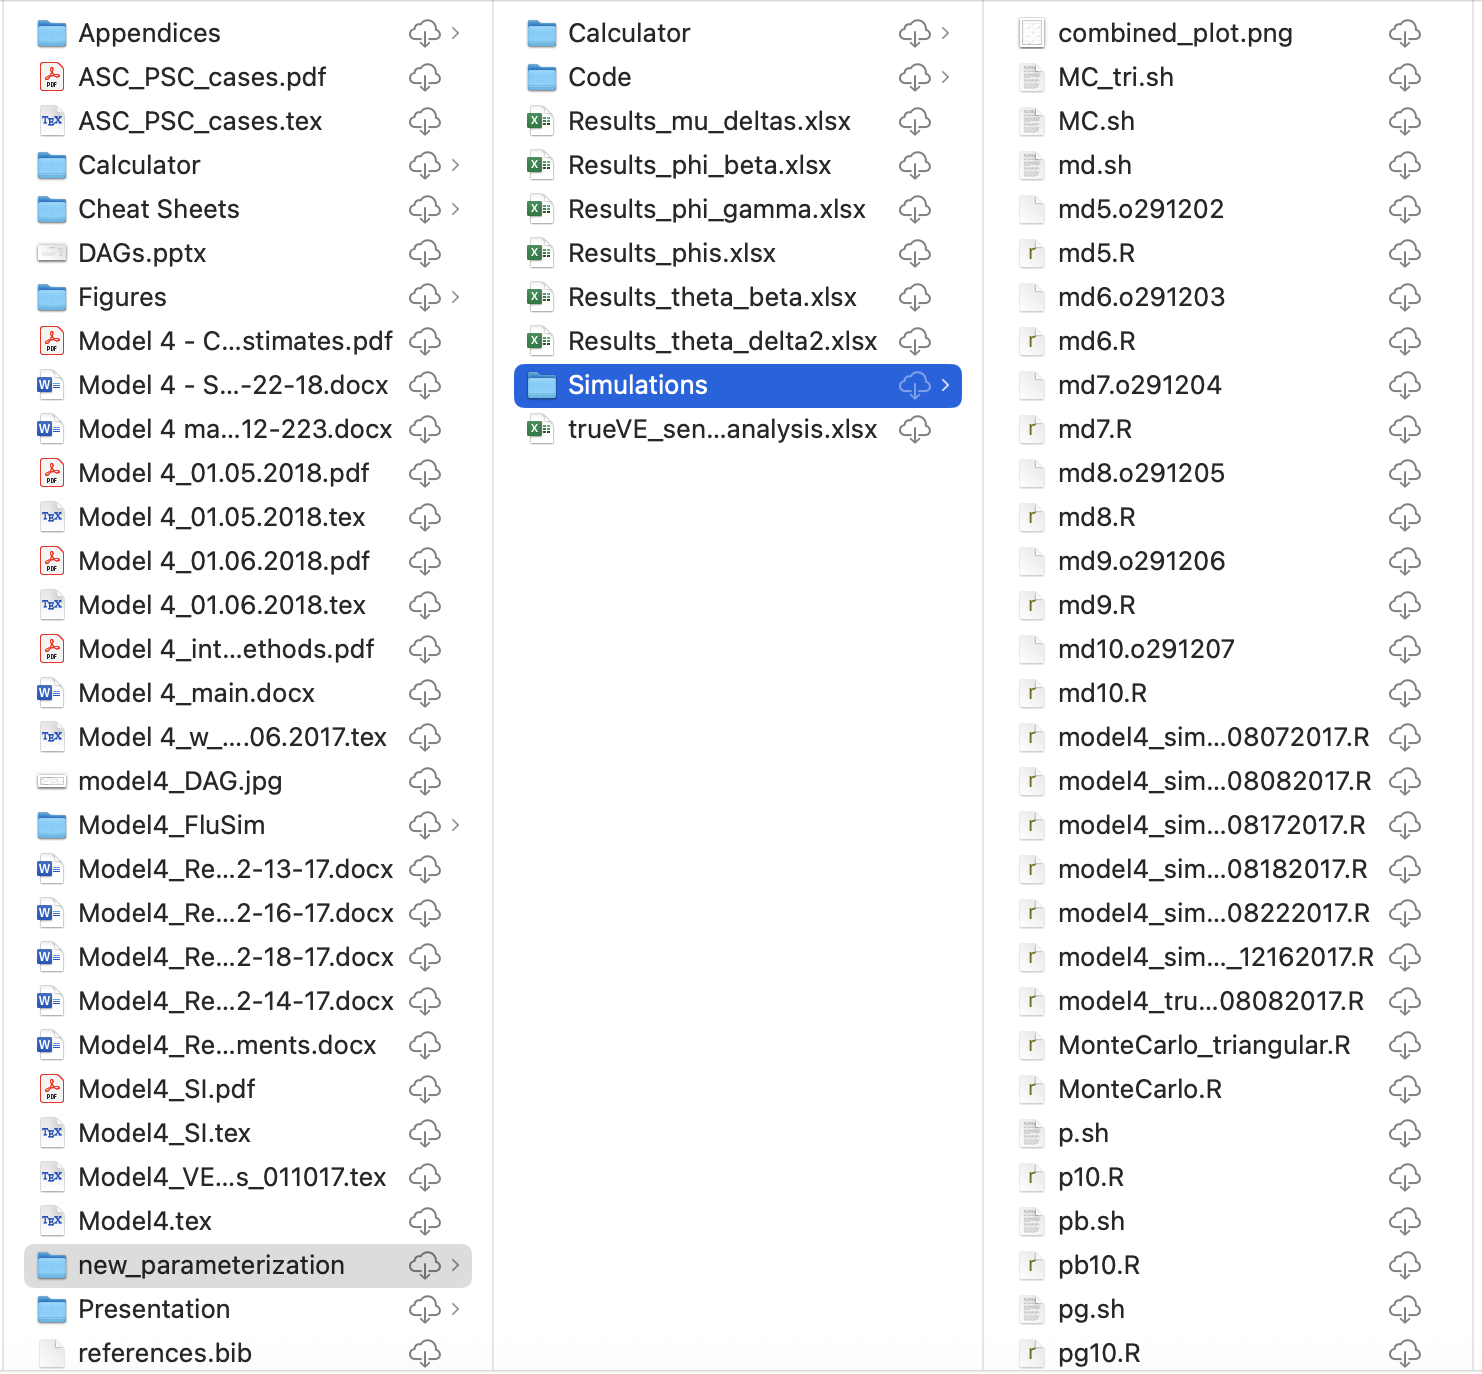 Appendices
ASC_PSC_cases.pdf
ASC_PSC_cases.tex
Calculator
Cheat Sheets
DAGs.pptx
Figures
Model 4 - C...stimates.pdf
Model 4 - S...-22-18.docx
Model 4 ma...12-223.docx
Model 4_01.05.2018.pdf
Model 4_01.05.2018.tex
Model 4_01.06.2018.pdf
Model 4_01.06.2018.tex
Model 4_int...ethods.pdf
Model 4_main.docx
Model 4_w_....06.2017.tex
model4_DAG.jpg
Model4_FluSim
Model4_Re...2-13-17.docx
Model4_Re...2-16-17.docx
Model4_Re...2-18-17.docx
Model4_Re...2-14-17.docx
Model4_Re...ments.docx
Model4_SI.pdf
Model4_SI.tex
Model4_VE...s_011017.tex
Model4.tex
new_parameterization
Presentation
references.bib
Calculator
Code
Results_mu_deltas.xlsx
Results_phi_beta.xlsx
Results_phi_gamma.xlsx
Results_phis.xlsx
Results_theta_beta.xlsx
Results_theta_delta2.xlsx
Simulations
trueVE_sen...analysis.xlsx
combined_plot.png
MC_tri.sh
MC.sh
md.sh
md5.o291202
md5.R
md6.o291203
md6.R
md7.o291204
md7.R
md8.o291205
md8.R
md9.o291206
md9.R
md10.o291207
md10.R
model4_sim...08072017.R
model4_sim...08082017.R
model4_sim...08172017.R
model4_sim...08182017.R
model4_sim...08222017.R
model4_sim..._12162017.R
model4_tru...08082017.R
MonteCarlo_triangular.R
MonteCarlo.R
p.sh
p10.R
pb.sh
pb10.R
pg.sh
pg10.R